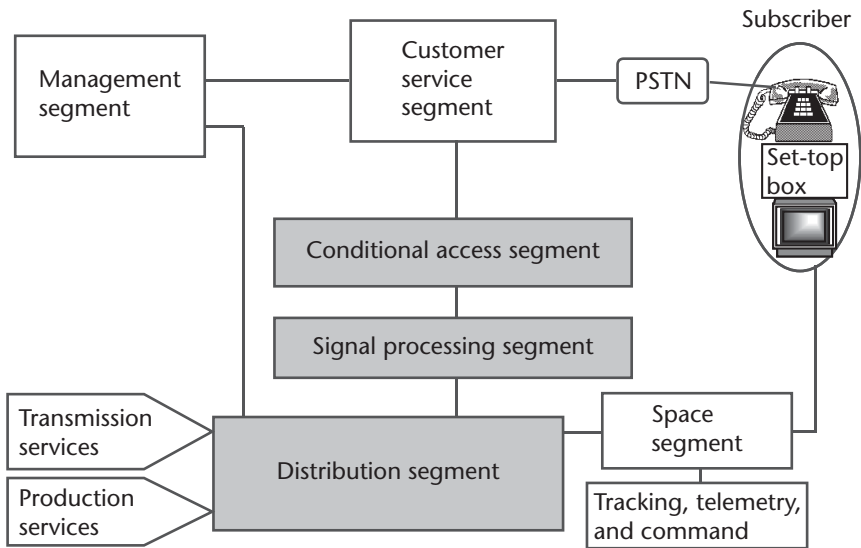 Subscriber
Management
segment
Customer
service
segment
PSTN
Set-top
box
Conditional access segment
Signal processing segment
Transmission
services
Production
services
Distribution segment
Space
segment
Tracking, telemetry,
and command